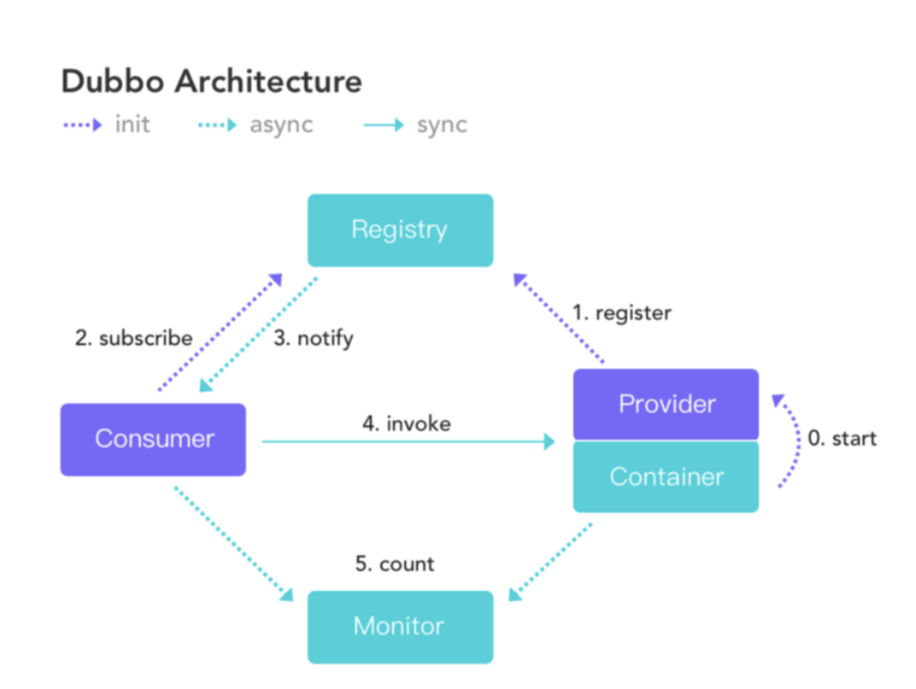 Dubbo Architecture
init async sync
Registry
1. register
2. subscribe 3. notify
Provider
4. invoke
Consumer
0. start
Container
5. count
Monitor